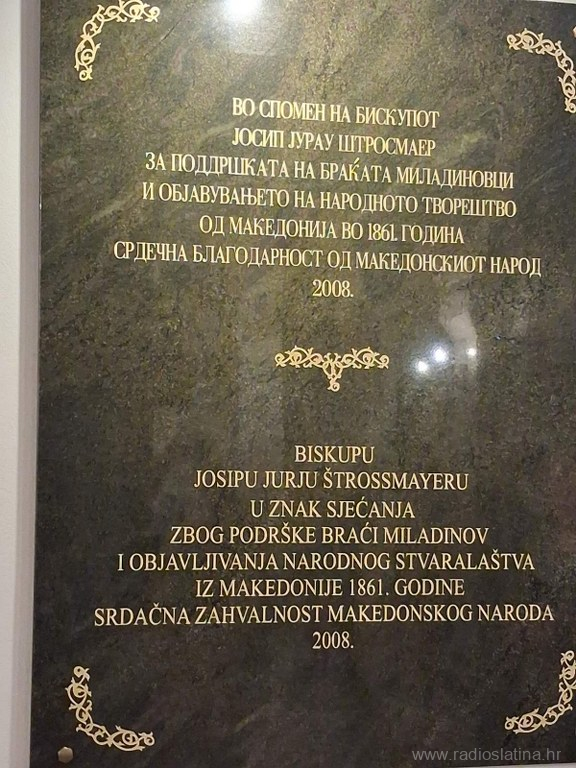 ВО СПОМЕН НА БИСКУПОТ
ЈОСИП ЈУРАУ ШТРОСМАЕР
ЗА ПОДДРШКАТА НА БРАЌАТА МИЛАДИНОВЦИ
И ОБЈАВУВАЊЕТО НА НАРОДНОТО ТВОРЕШТВО
ОД МАКЕДОНИЈА ВО 1861. ГОДИНА
СРДЕЧНА БЛАГОДАРНОСТ ОД МАКЕДОНСКИОТ НАРОД
2008.
BISKUPU
JOSIPU JURJU ŠTROSSMAYERU
U ZNAK SJEĆANJA
ZBOG PODRŠKE BRAĆI MILADINOV
I OBJAVLJIVANJA NARODNOG STVARALAŠTVA
IZ MAKEDONIJE 1861. GODINE
SRDAČNA ZAHVALNOST MAKEDONSKOG NARODA
2008.
www.radioslatina.hr